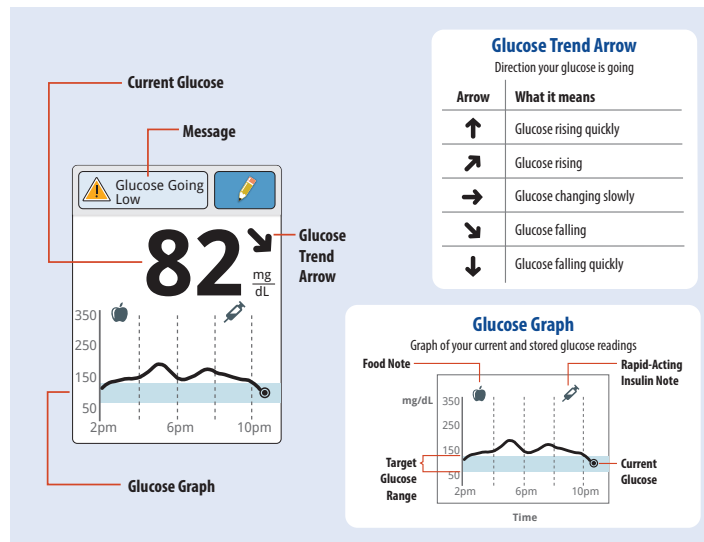 Current Glucose
Message
Glucose Going
Low
82
mg
dL
Glucose
Trend
Arrow
350
250
150
50
2pm 6pm 10pm
Glucose Graph
Glucose Trend Arrow
Direction your glucose is going
Arrow What it means
Glucose rising quickly
Glucose rising
Glucose changing slowly
Glucose falling
Glucose falling quickly
Glucose Graph
Graph of your current and stored glucose readings
Food Note
Rapid-Acting
Insulin Note
mg/dL
350
250
150
50
Target
Glucose
Range
Current
Glucose
2pm 6pm 10pm
Time